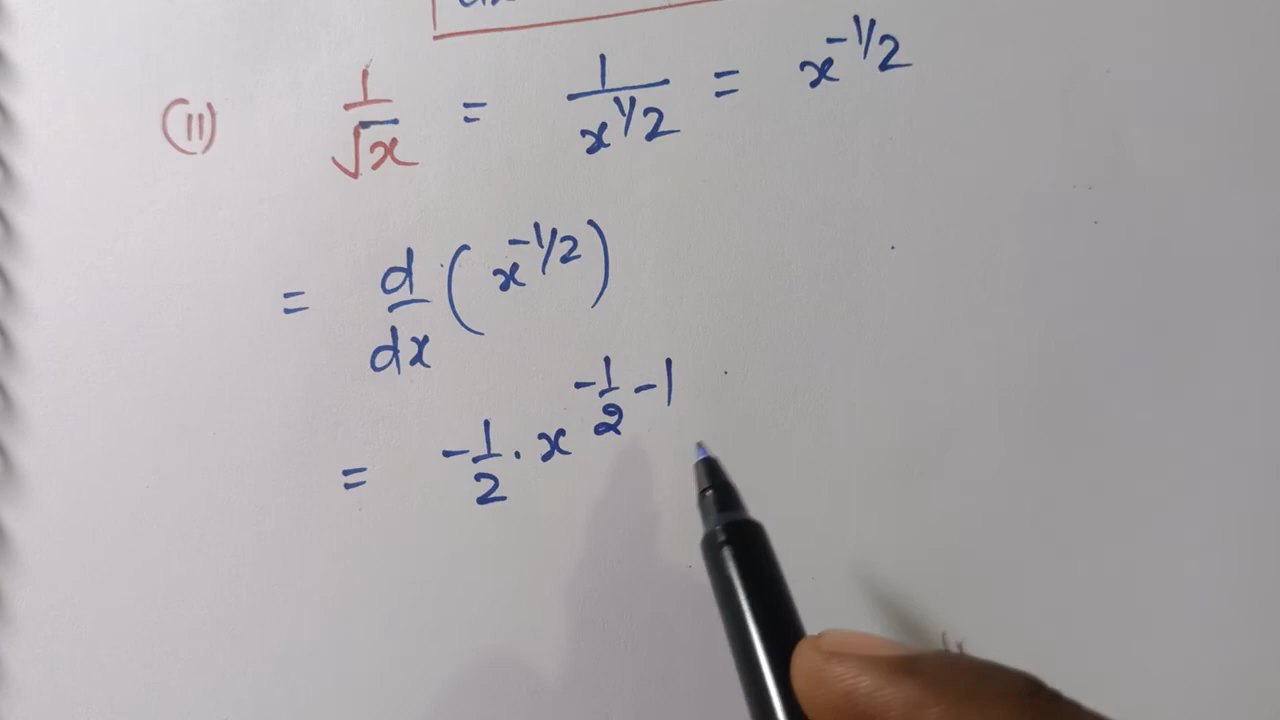 (II) 1/√x = 1/x^1/2 = x^-1/2
= d/dx (x^-1/2)
= -1/2 · x^-1/2 -1